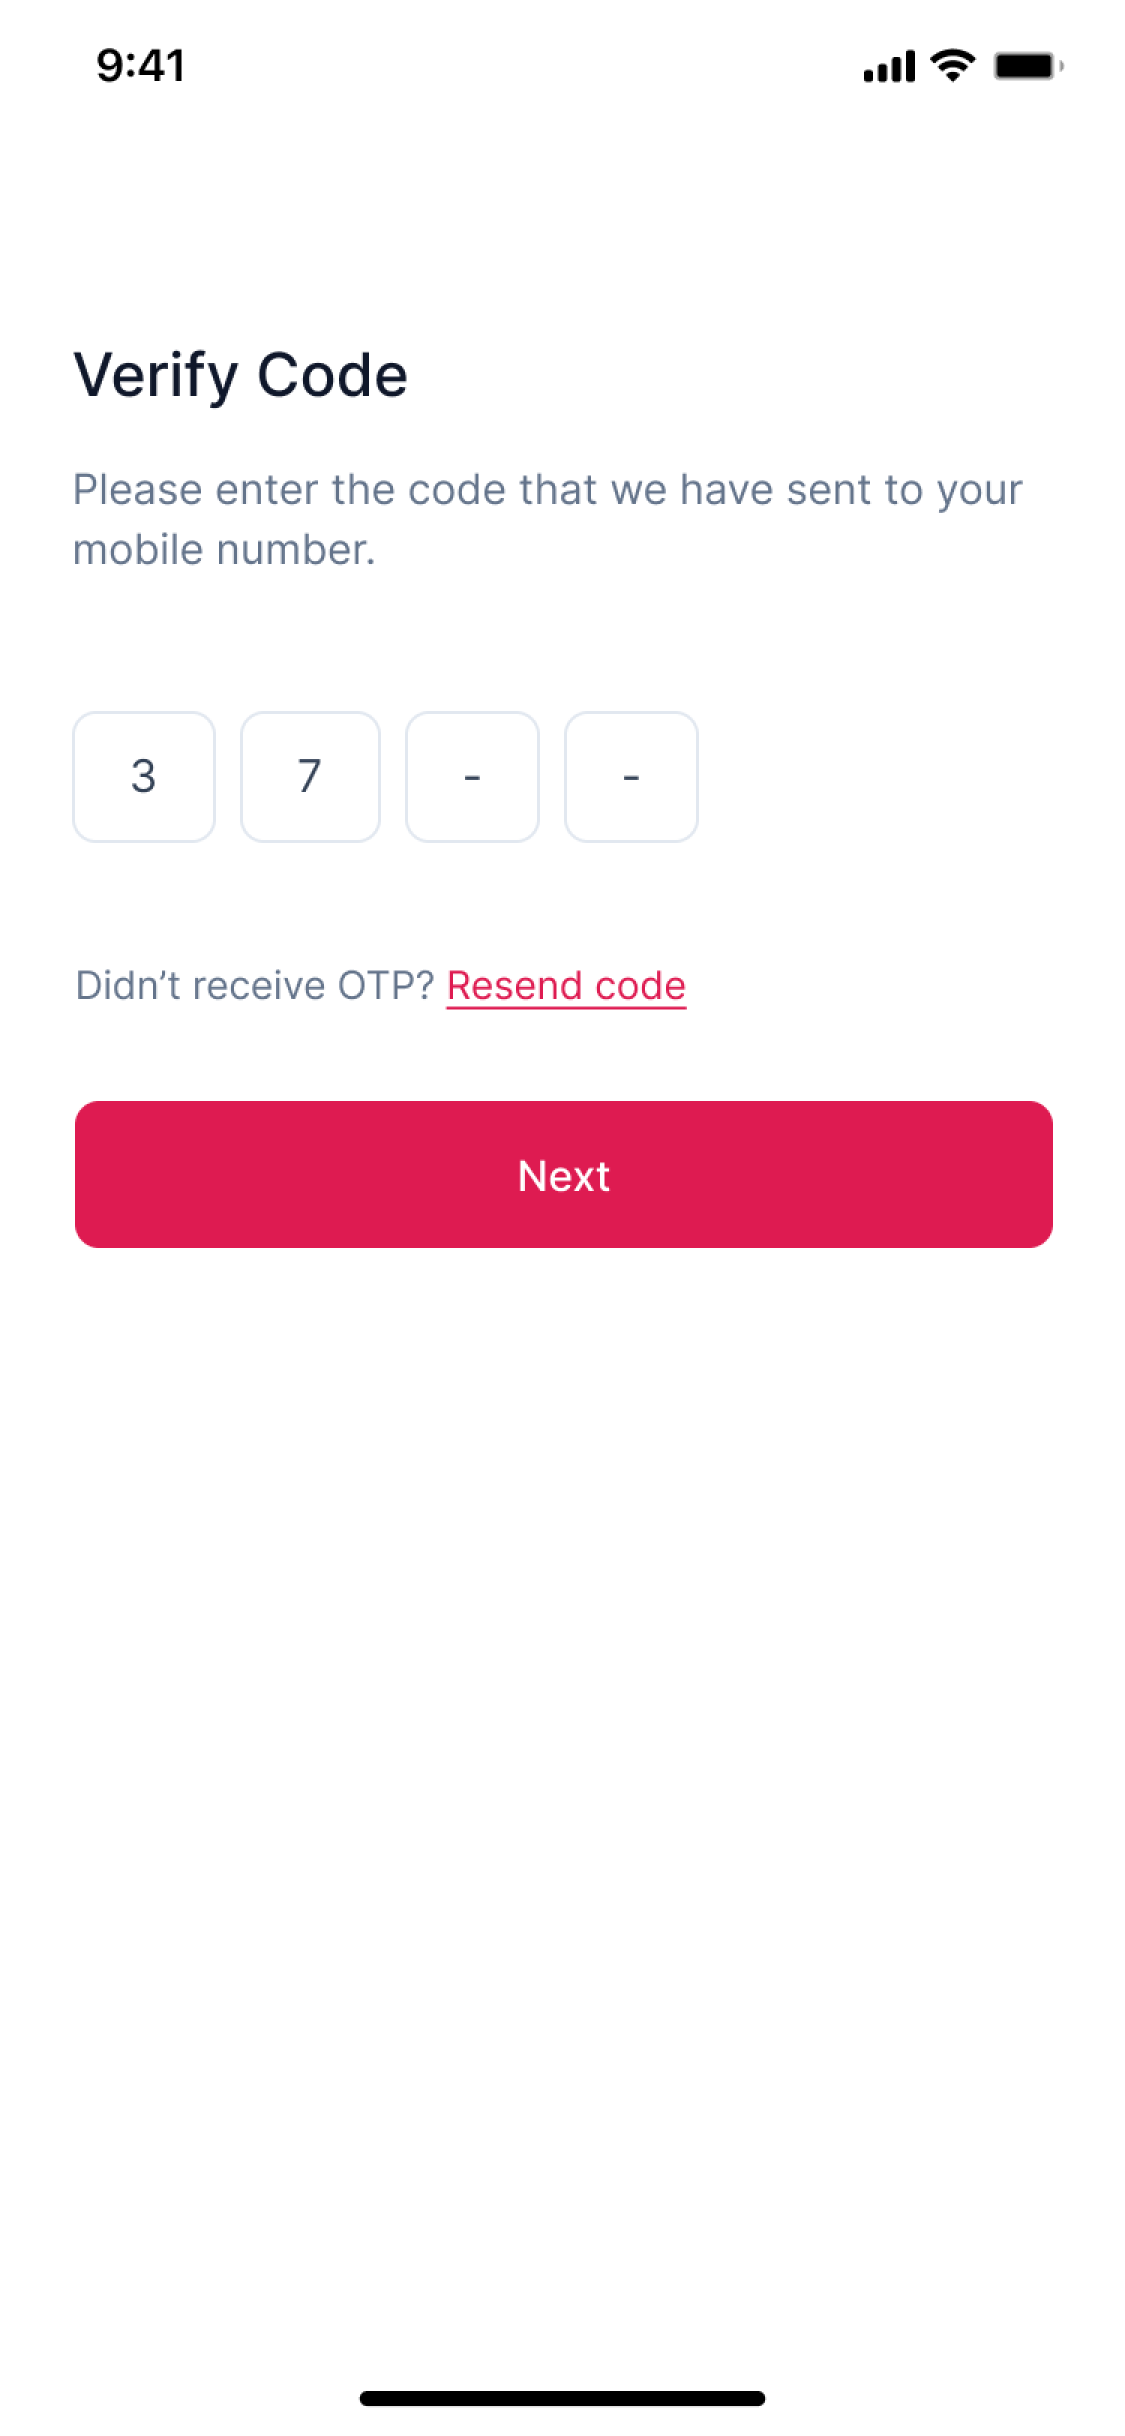 9:41
Verify Code
Please enter the code that we have sent to your
mobile number.
3 7 - -
Didn’t receive OTP? Resend code
Next